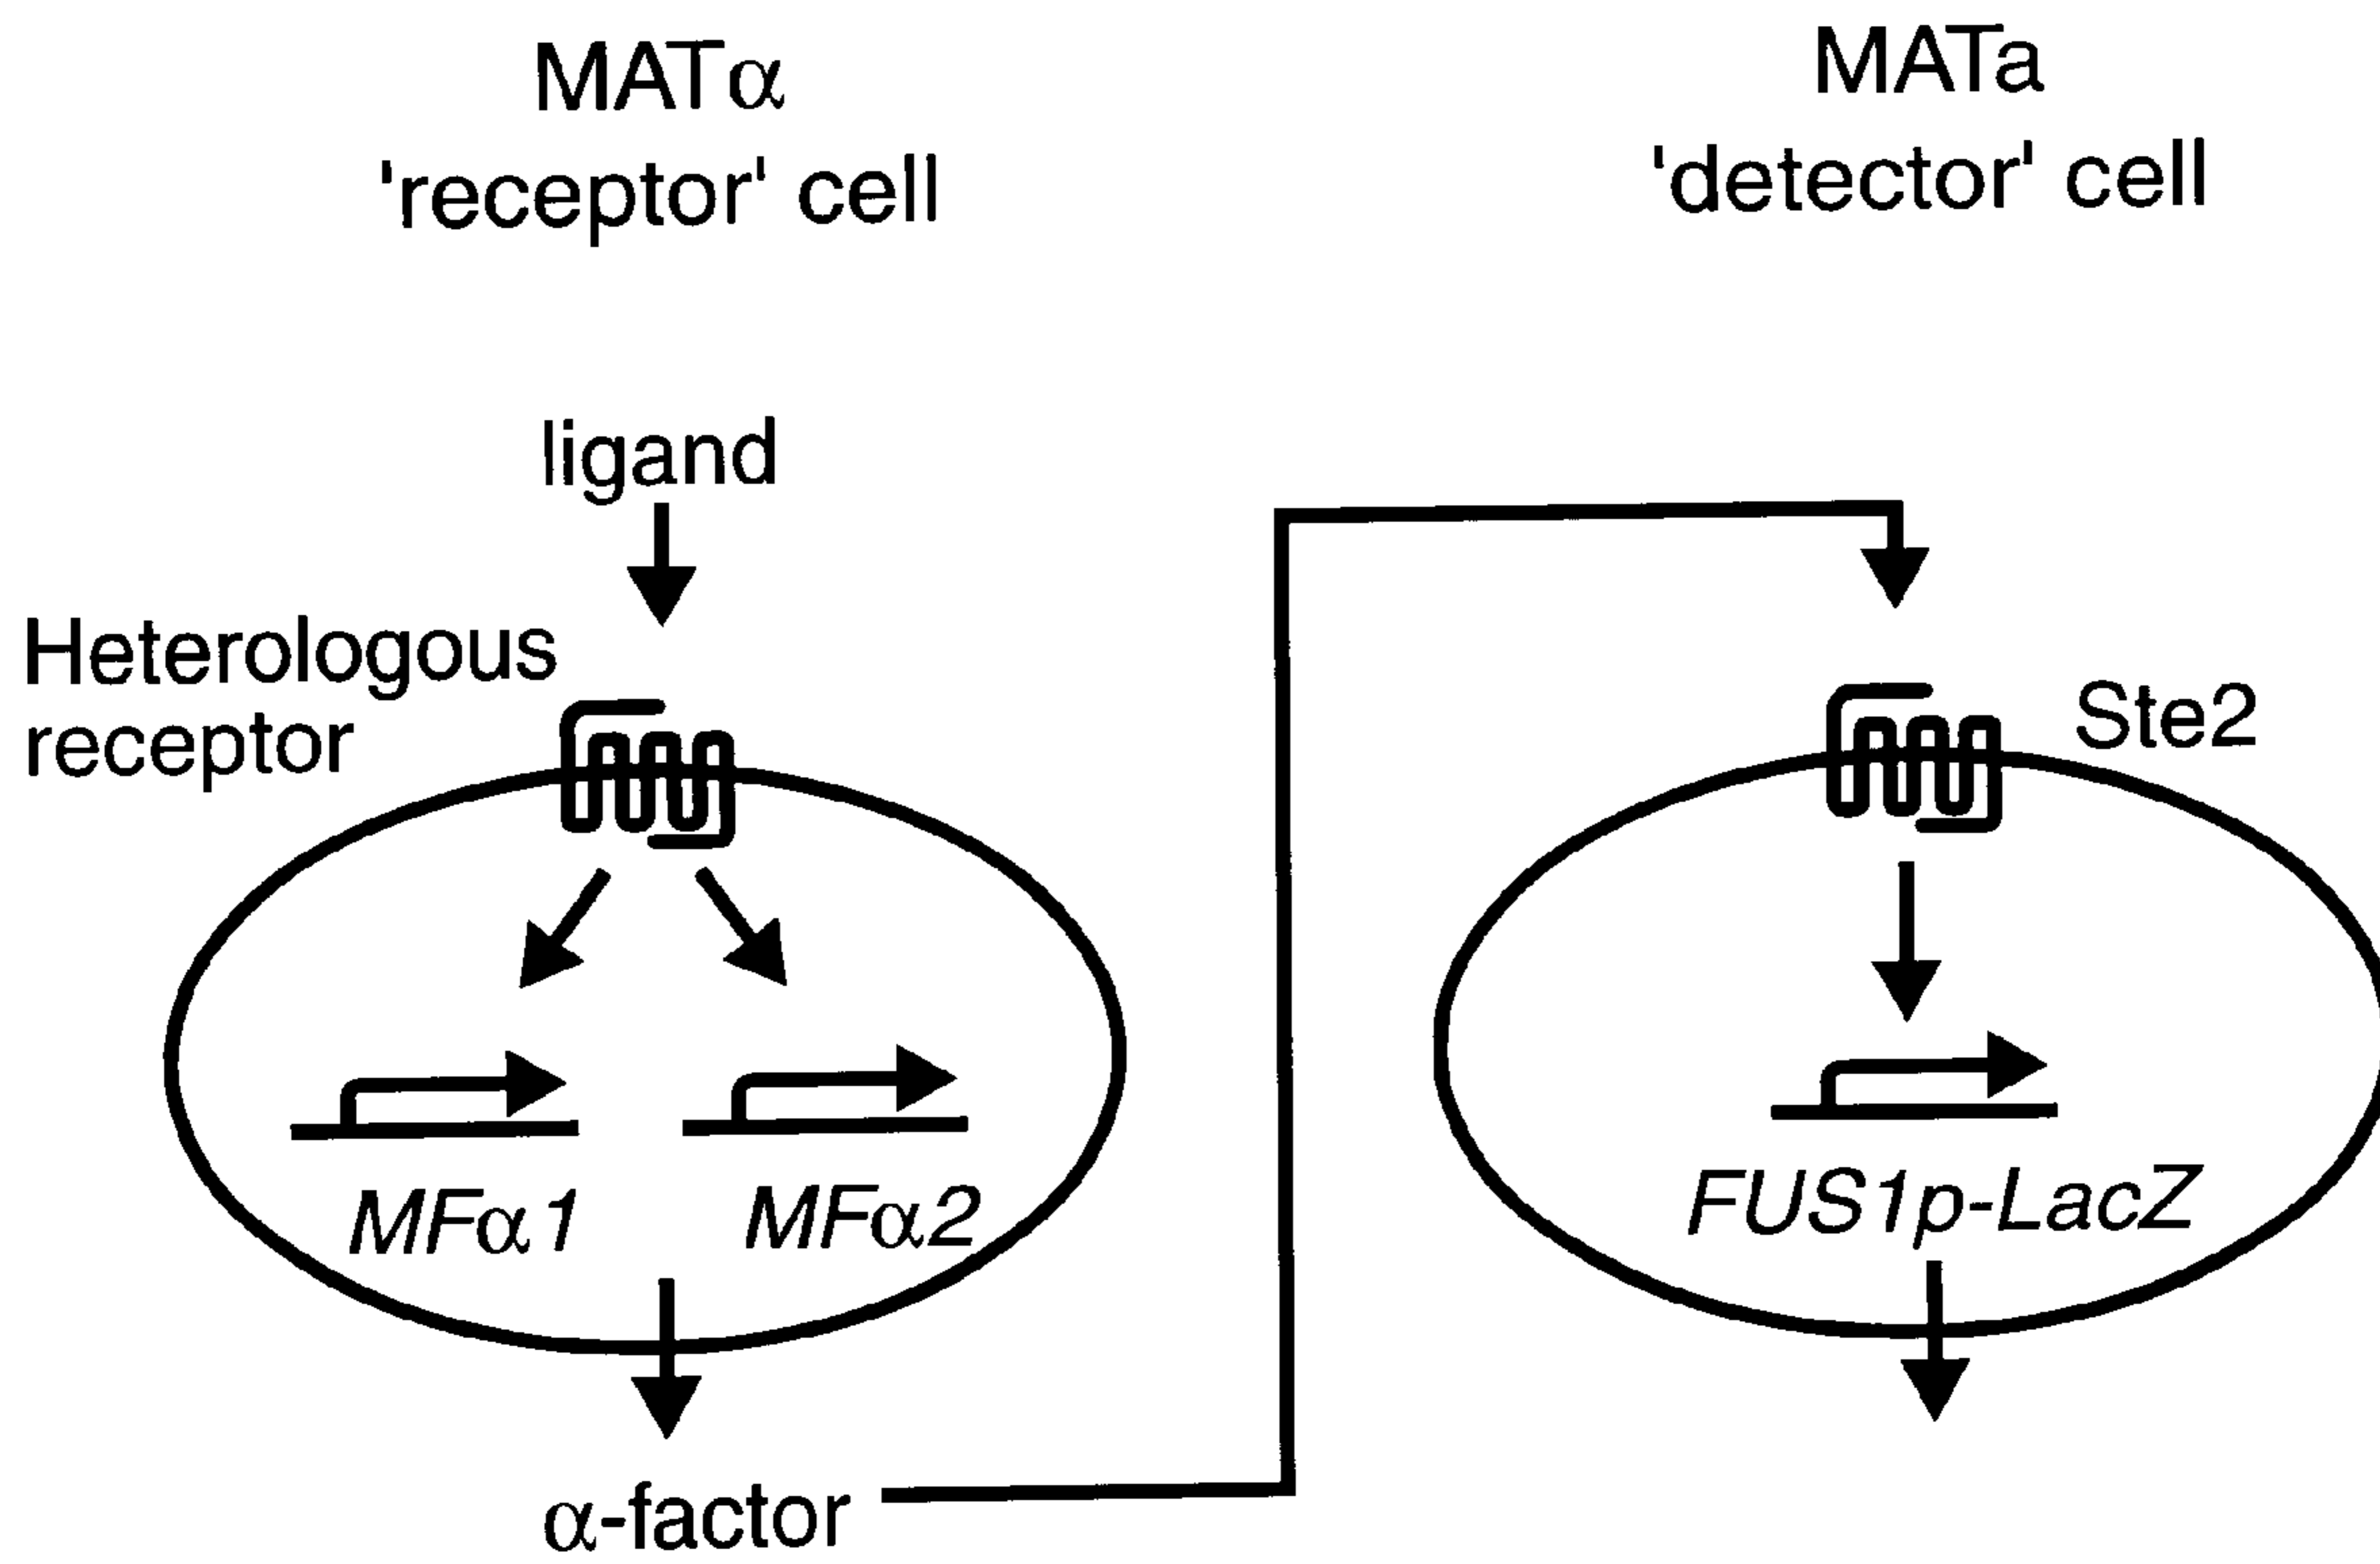 MATα
'receptor' cell
MATa
'detector' cell
ligand
Heterologous
receptor
Ste2
MFα1
MFα2
FUS1p-LacZ
α-factor